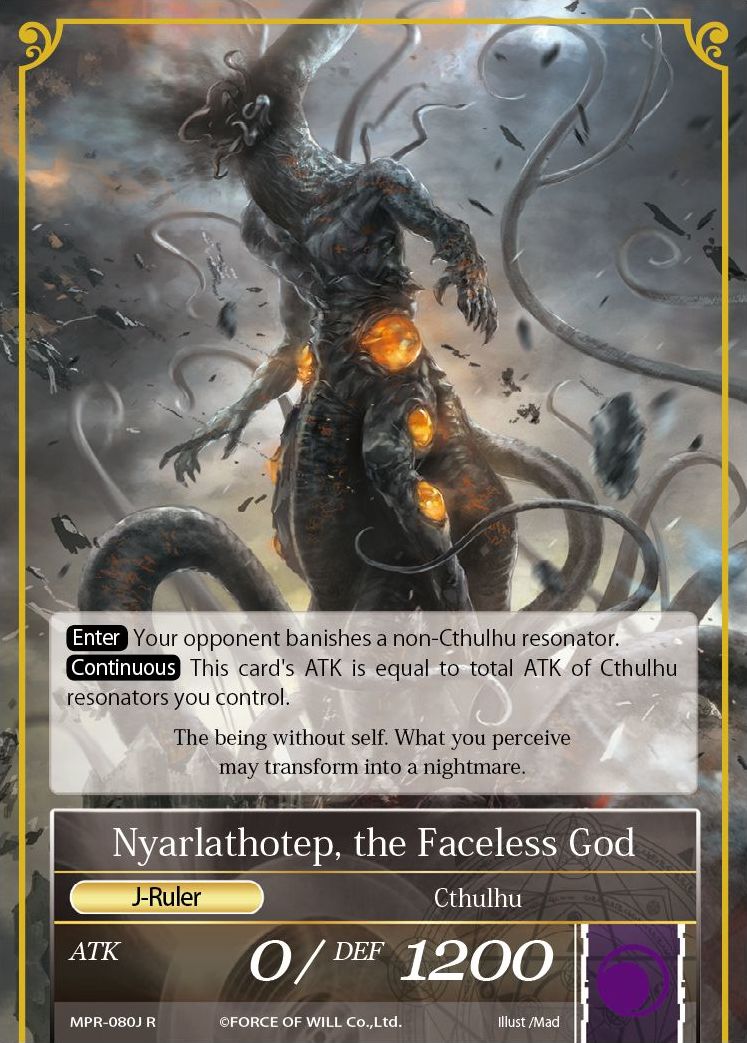 Enter Your opponent banishes a non-Cthulhu resonator.
Continuous This card's ATK is equal to total ATK of Cthulhu
resonators you control.
The being without self. What you perceive
may transform into a nightmare.
Nyarlathotep, the Faceless God
J-Ruler Cthulhu
ATK 0/ DEF 1200
MPR-080J R ©FORCE OF WILL Co.,Ltd. Illust /Mad